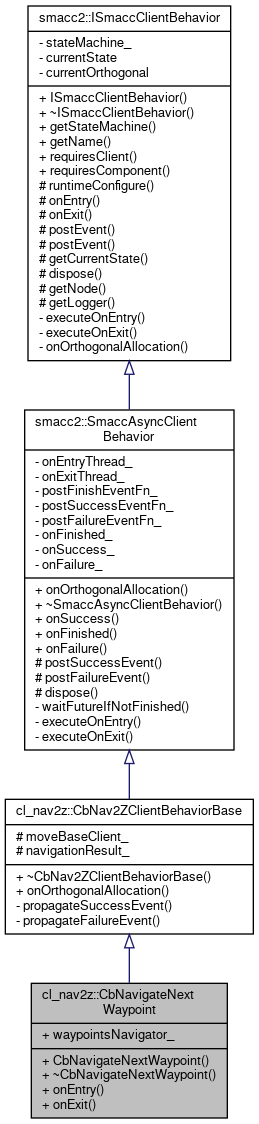 smacc2::ISmaccClientBehavior
- stateMachine_
- currentState
- currentOrthogonal
+ ISmaccClientBehavior()
+ ~ISmaccClientBehavior()
+ getStateMachine()
+ getName()
+ requiresClient()
+ requiresComponent()
# runtimeConfigure()
# onEntry()
# onExit()
# postEvent()
# postEvent()
# getCurrentState()
# dispose()
# getNode()
# getLogger()
- executeOnEntry()
- executeOnExit()
- onOrthogonalAllocation()
smacc2::SmaccAsyncClient
Behavior
- onEntryThread_
- onExitThread_
- postFinishEventFn_
- postSuccessEventFn_
- postFailureEventFn_
- onFinished_
- onSuccess_
- onFailure_
+ onOrthogonalAllocation()
+ ~SmaccAsyncClientBehavior()
+ onSuccess()
+ onFinished()
+ onFailure()
# postSuccessEvent()
# postFailureEvent()
# dispose()
- waitFutureIfNotFinished()
- executeOnEntry()
- executeOnExit()
cl_nav2z::CbNav2ZClientBehaviorBase
# moveBaseClient_
# navigationResult_
+ ~CbNav2ZClientBehaviorBase()
+ onOrthogonalAllocation()
- propagateSuccessEvent()
- propagateFailureEvent()
cl_nav2z::CbNavigateNext
Waypoint
+ waypointsNavigator_
+ CbNavigateNextWaypoint()
+ ~CbNavigateNextWaypoint()
+ onEntry()
+ onExit()